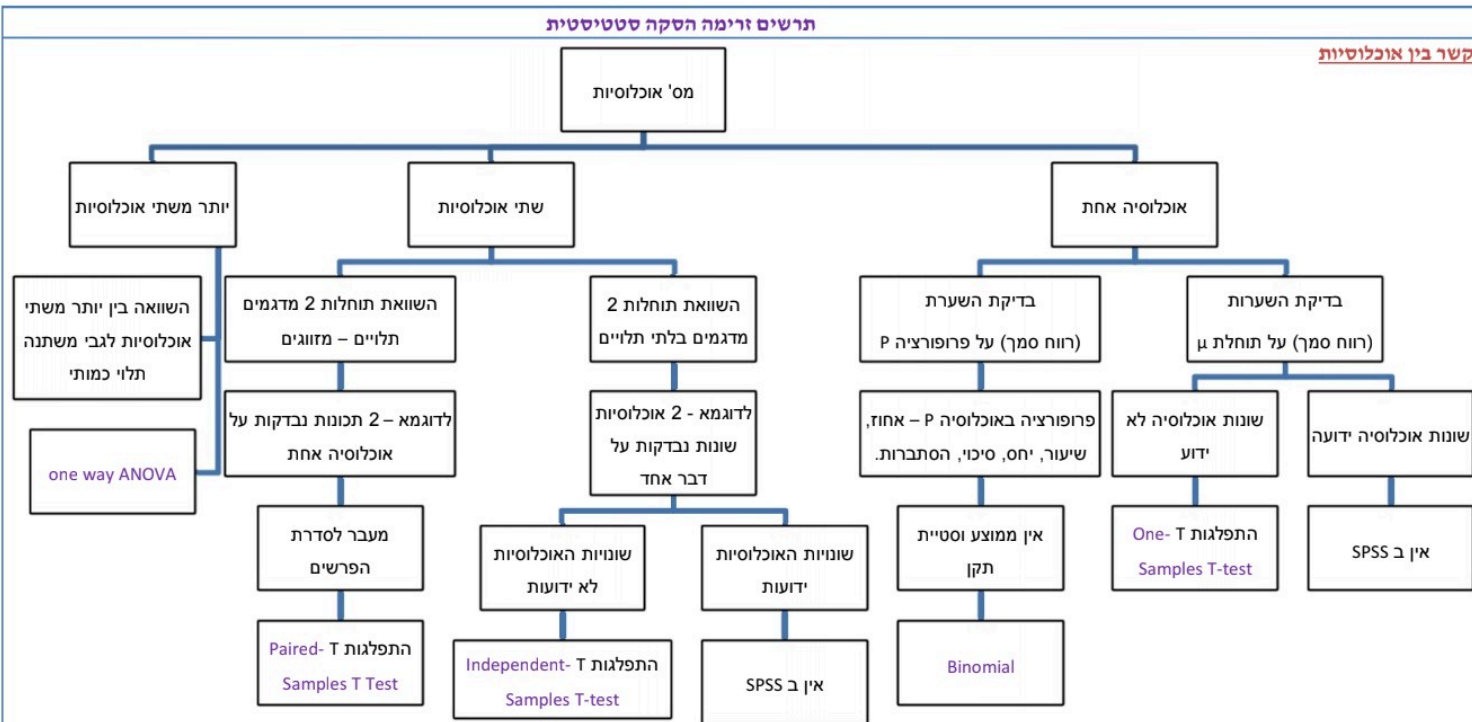 תרשים זרימה הסקה סטטיסטית
קשר בין אוכלוסיות
מס' אוכלוסיות
אוכלוסיה אחת
שתי אוכלוסיות
יותר משתי אוכלוסיות
בדיקת השערות
(רווח סמך) על תוחלת μ
בדיקת השערת
(רווח סמך) על פרופורציה P
השוואת תוחלות 2
מדגמים בלתי תלויים
השוואת תוחלות 2 מדגמים
תלויים – מזווגים
השוואה בין יותר משתי
אוכלוסיות לגבי משתנה
תלוי כמותי
שונות אוכלוסיה ידועה
שונות אוכלוסיה לא
ידוע
פרופורציה באוכלוסיה P – אחוז,
שיעור, יחס, סיכוי, הסתברות.
לדוגמא - 2 אוכלוסיות
שונות נבדקות על
דבר אחד
לדוגמא – 2 תכונות נבדקות על
אוכלוסיה אחת
one way ANOVA
אין ב SPSS
התפלגות T One-
Samples T-test
אין ממוצע וסטיית
תקן
שונויות האוכלוסיות
ידועות
שונויות האוכלוסיות
לא ידועות
מעבר לסדרת
הפרשים
Binomial
אין ב SPSS
התפלגות T Independent-
Samples T-test
התפלגות T Paired-
Samples T Test